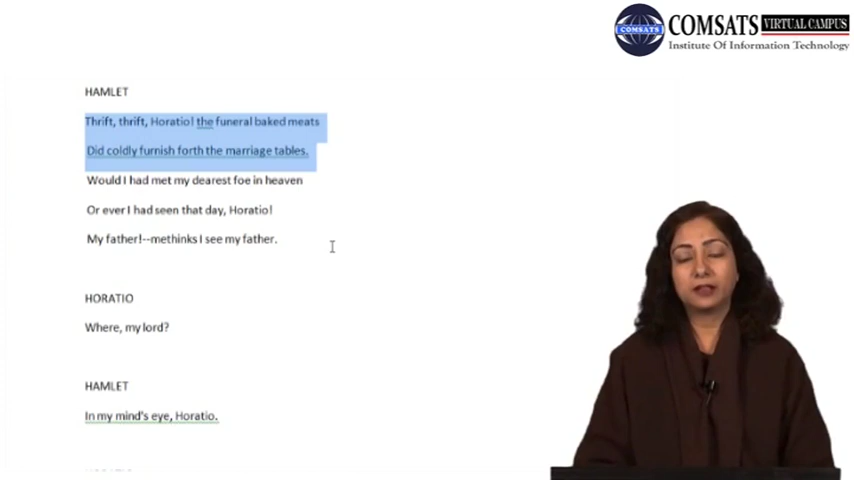 COMSATS VIRTUAL CAMPUS
Institute Of Information Technology
COMSATS
HAMLET
Thrift, thrift, Horatio! the funeral baked meats
Did coldly furnish forth the marriage tables.
Would I had met my dearest foe in heaven
Or ever I had seen that day, Horatio!
My father!--methinks I see my father.
HORATIO
Where, my lord?
HAMLET
In my mind's eye, Horatio.